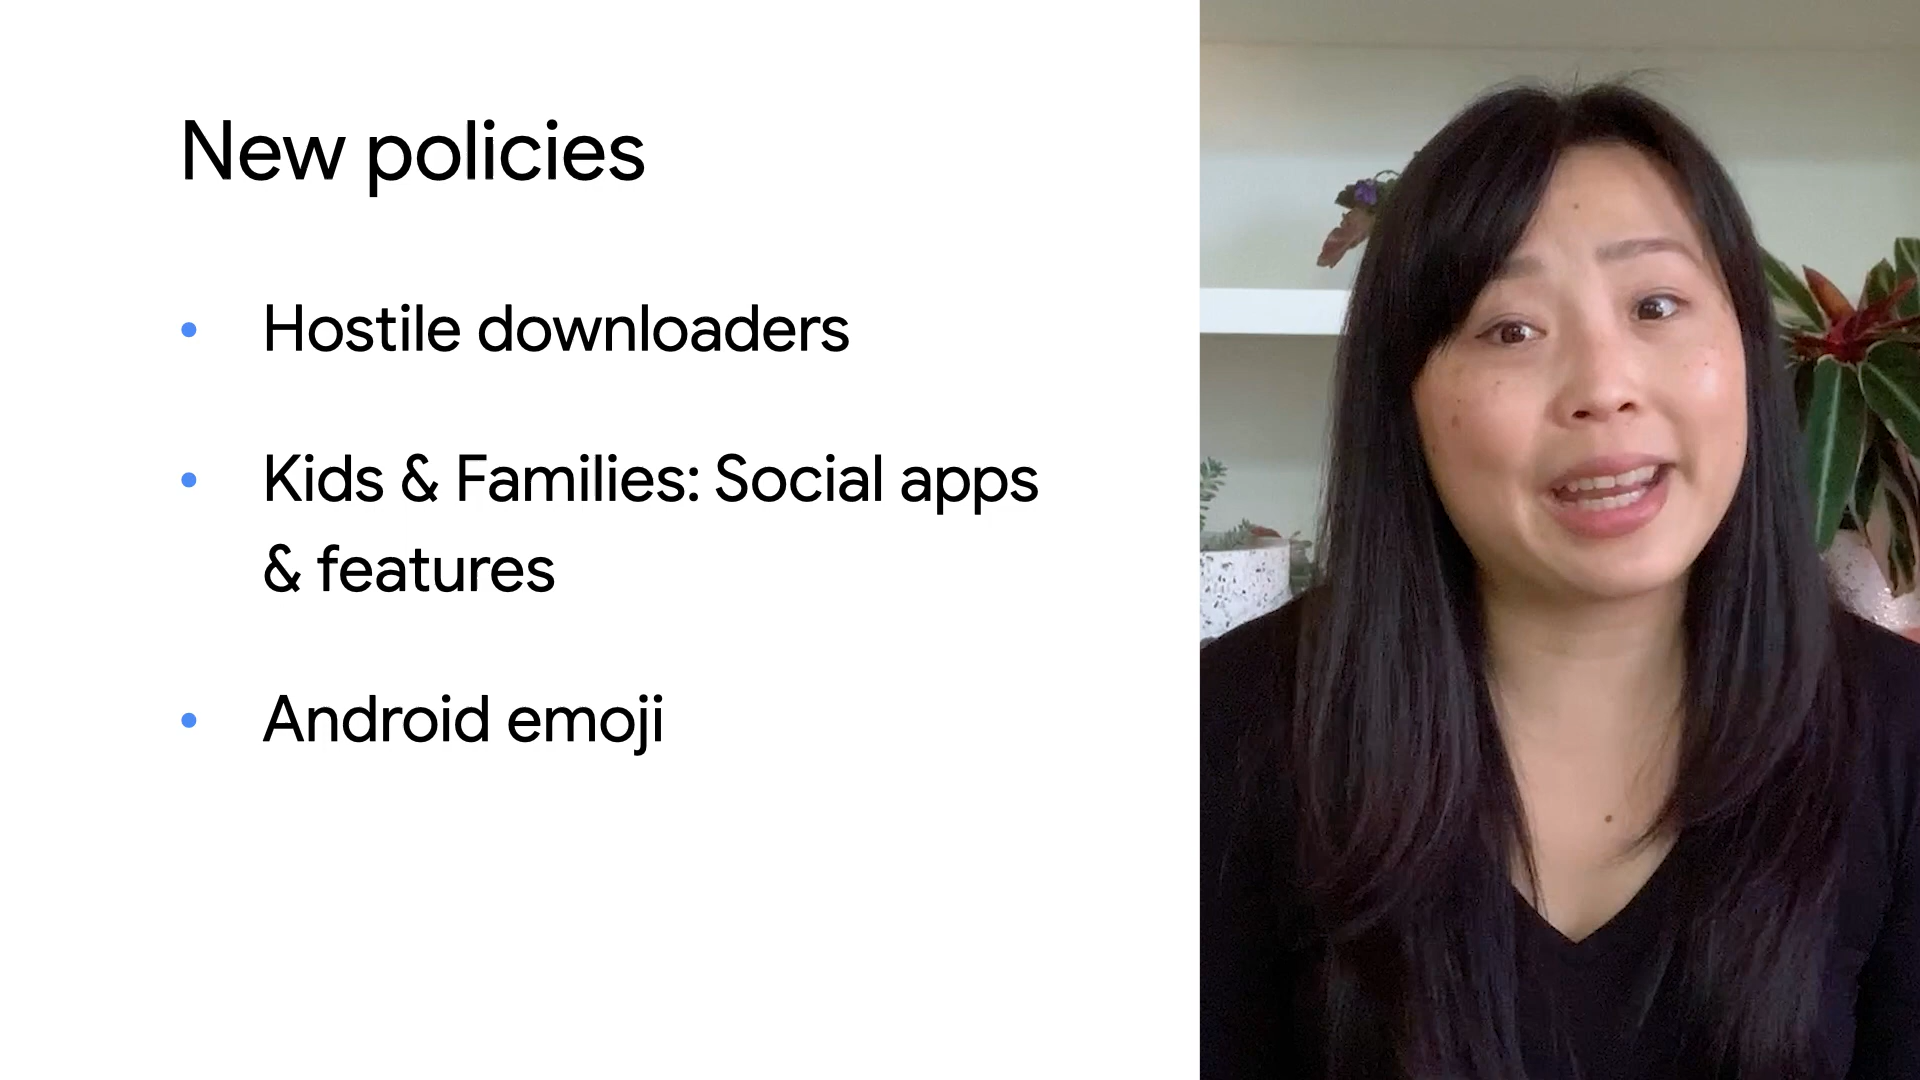 New policies
• Hostile downloaders
• Kids & Families: Social apps
& features
• Android emoji